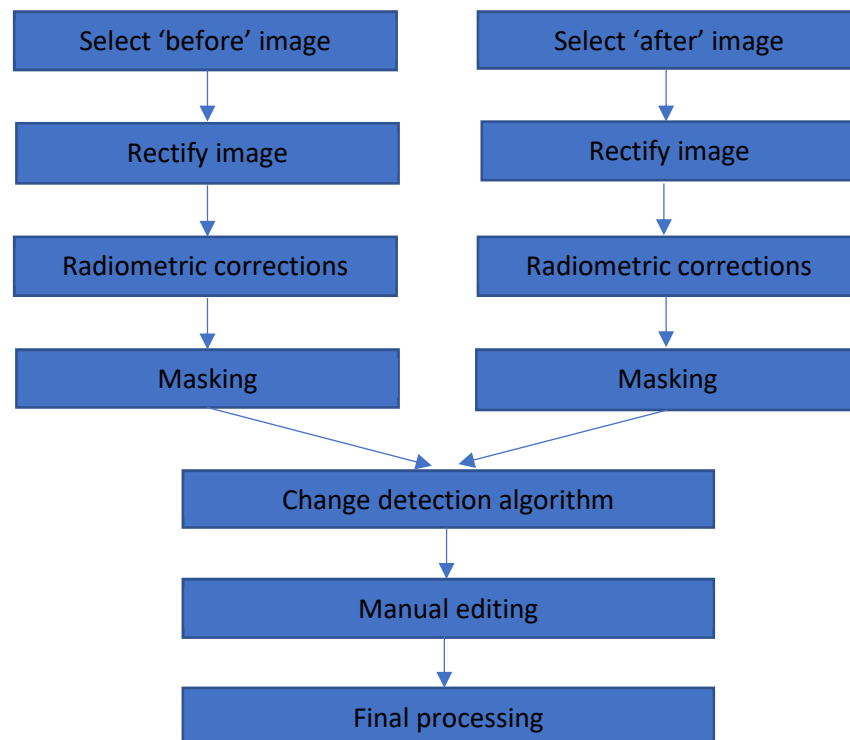 Select ‘before’ image
Select ‘after’ image
Rectify image
Rectify image
Radiometric corrections
Radiometric corrections
Masking
Masking
Change detection algorithm
Manual editing
Final processing